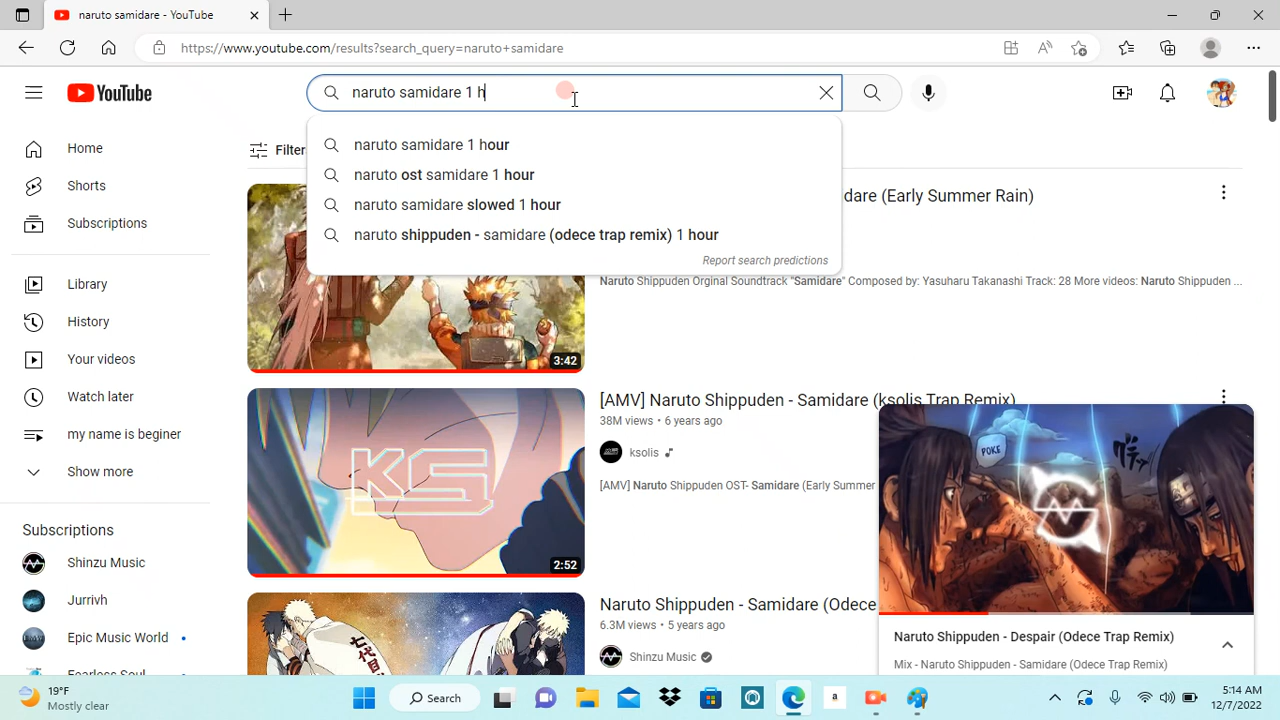 naruto samidare - YouTube
https://www.youtube.com/results?search_query=naruto+samidare
YouTube
naruto samidare 1 h
naruto samidare 1 hour
naruto ost samidare 1 hour
naruto samidare slowed 1 hour
naruto shippuden - samidare (odece trap remix) 1 hour
Report search predictions
Home
Shorts
Subscriptions
Library
History
Your videos
Watch later
my name is beginer
Show more
Subscriptions
Shinzu Music
Jurrivh
Epic Music World
Fearless Soul
Filter
dare (Early Summer Rain)
Naruto Shippuden Orginal Soundtrack "Samidare" Composed by: Yasuharu Takanashi Track: 28 More videos: Naruto Shippuden ...
3:42
[AMV] Naruto Shippuden - Samidare (ksolis Trap Remix)
38M views • 6 years ago
ksolis
[AMV] Naruto Shippuden OST- Samidare (Early Summer
KS
2:52
Naruto Shippuden - Samidare (Odece
6.3M views • 5 years ago
Shinzu Music
七代目
POKE
Naruto Shippuden - Despair (Odece Trap Remix)
Mix - Naruto Shippuden - Samidare (Odece Trap Remix)
19°F
Mostly clear
Search
a
5:14 AM
12/7/2022